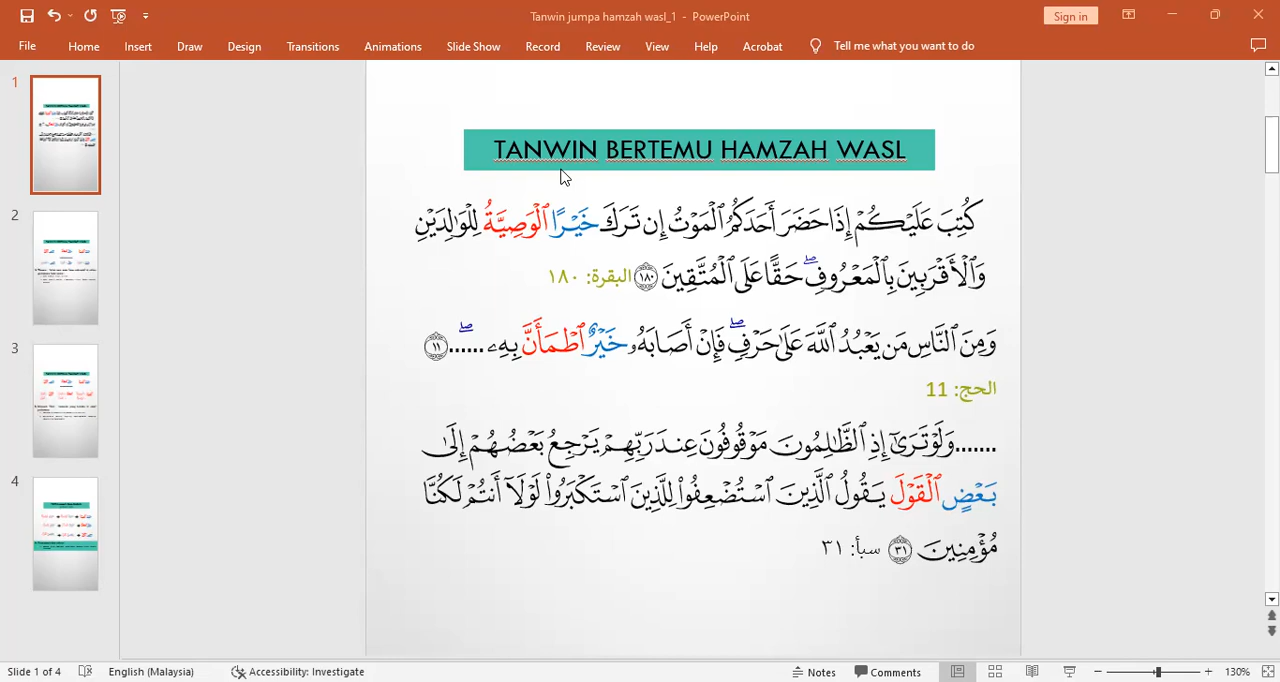 Tanwin jumpa hamzah wasl_1 - PowerPoint
Sign in
File Home Insert Draw Design Transitions Animations Slide Show Record Review View Help Acrobat Tell me what you want to do
1
2
3
4
TANWIN BERTEMU HAMZAH WASL
كُتِبَ عَلَيْكُمْ إِذَا حَضَرَ أَحَدَكُمُ ٱلْمَوْتُ إِن تَرَكَ خَيْرًا ٱلْوَصِيَّةُ لِلْوَٰلِدَيْنِ
وَٱلْأَقْرَبِينَ بِٱلْمَعْرُوفِ ۖ حَقًّا عَلَى ٱلْمُتَّقِينَ ١٨٠ البقرة: ١٨٠
وَمِنَ ٱلنَّاسِ مَن يَعْبُدُ ٱللَّهَ عَلَىٰ حَرْفٍ ۖ فَإِنْ أَصَابَهُۥ خَيْرٌ ٱطْمَأَنَّ بِهِۦ ۖ...... ١١
الحج: 11
.......وَلَوْ تَرَىٰٓ إِذِ ٱلظَّٰلِمُونَ مَوْقُوفُونَ عِندَ رَبِّهِمْ يَرْجِعُ بَعْضُهُمْ إِلَىٰ
بَعْضٍ ٱلْقَوْلَ يَقُولُ ٱلَّذِينَ ٱسْتُضْعِفُوا۟ لِلَّذِينَ ٱسْتَكْبَرُوا۟ لَوْلَآ أَنتُمْ لَكُنَّا
مُؤْمِنِينَ ٣١ سبأ: ٣١
Slide 1 of 4 English (Malaysia) Accessibility: Investigate Notes Comments 130%